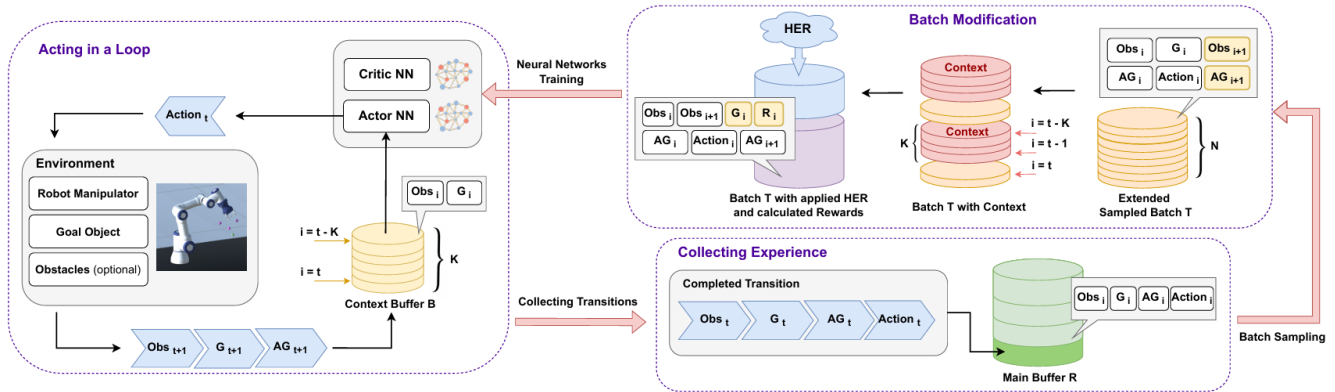 Acting in a Loop
Critic NN
Actor NN
Action t
Environment
Robot Manipulator
Goal Object
Obstacles (optional)
Obs i
G i
i = t - K
i = t
K
Context Buffer B
Obs t+1
G t+1
AG t+1
Neural Networks
Training
Collecting Transitions
Batch Modification
HER
Obs i
Obs i+1
G i
R i
AG i
Action i
AG i+1
Batch T with applied HER
and calculated Rewards
Context
Context
K
i = t - K
i = t - 1
i = t
Batch T with Context
Obs i
G i
Obs i+1
AG i
Action i
AG i+1
N
Extended
Sampled Batch T
Collecting Experience
Completed Transition
Obs t
G t
AG t
Action t
Obs i
G i
AG i
Action i
Main Buffer R
Batch Sampling